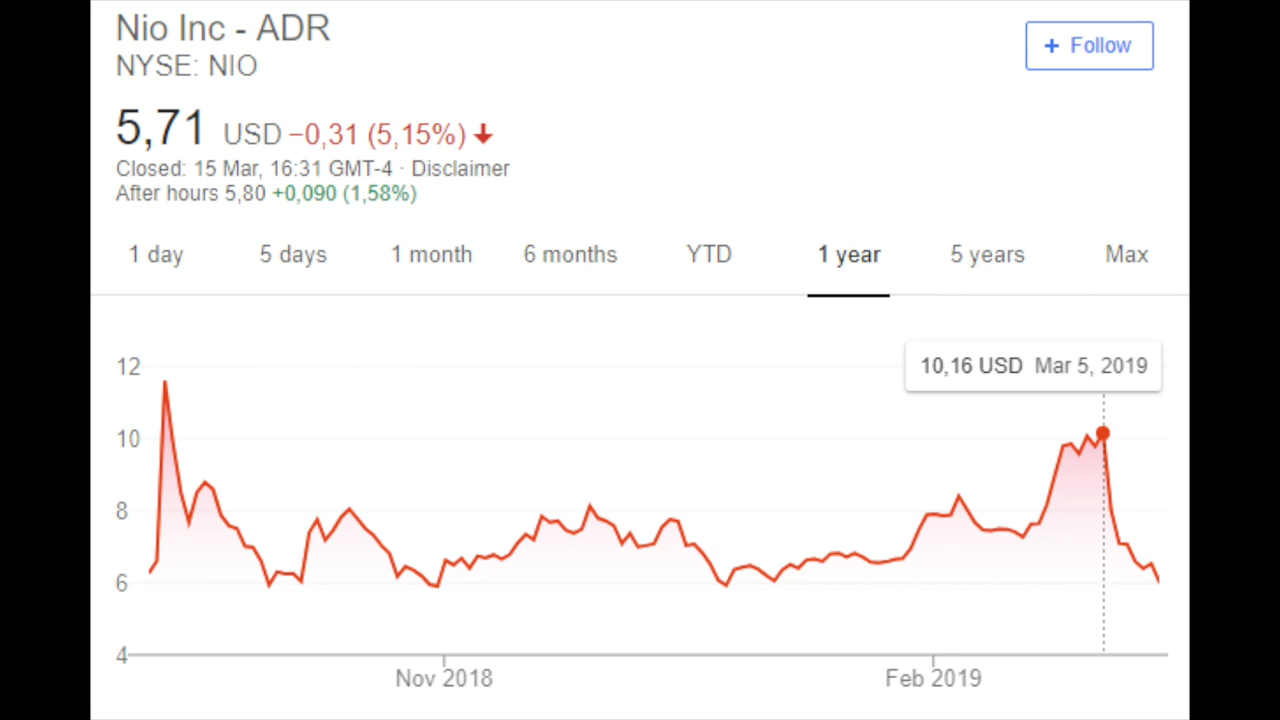 Nio Inc - ADR
NYSE: NIO
+ Follow
5,71 USD −0,31 (5,15%) ↓
Closed: 15 Mar, 16:31 GMT-4 · Disclaimer
After hours 5,80 +0,090 (1,58%)
1 day 5 days 1 month 6 months YTD 1 year 5 years Max
10,16 USD Mar 5, 2019
12
10
8
6
4
Nov 2018 Feb 2019